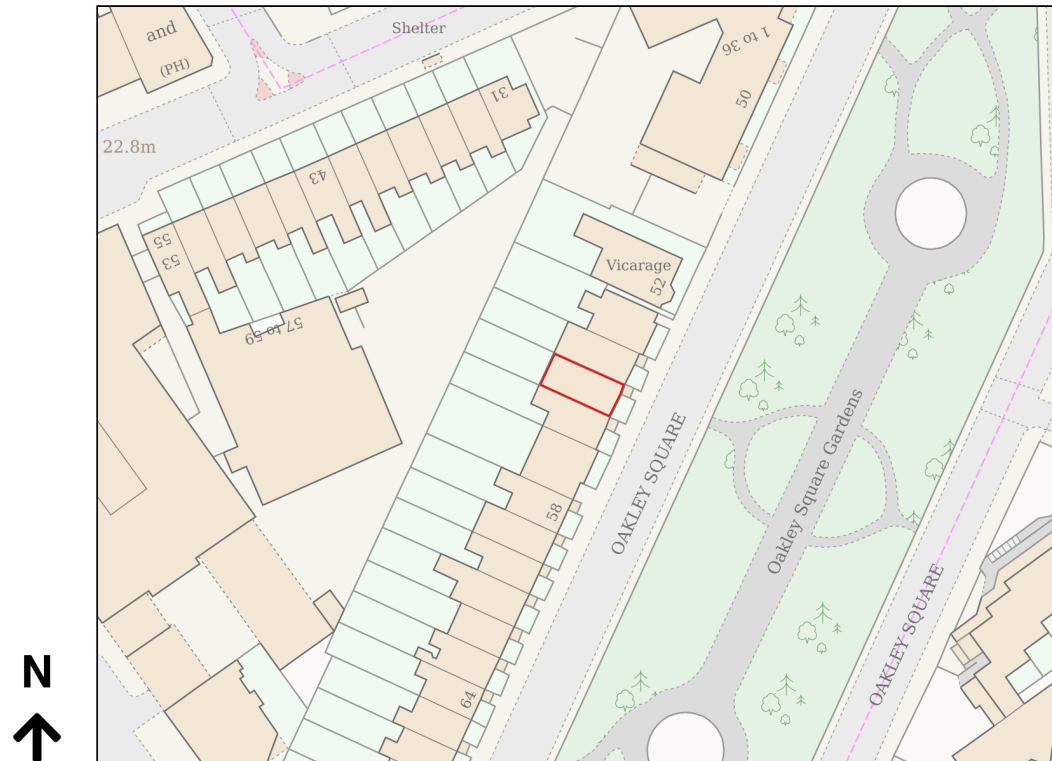 and
(PH)
Shelter
1 to 36
50
31
22.8m
43
55
53
Vicarage
52
57 to 59
58
OAKLEY SQUARE
Oakley Square Gardens
OAKLEY SQUARE
64
N